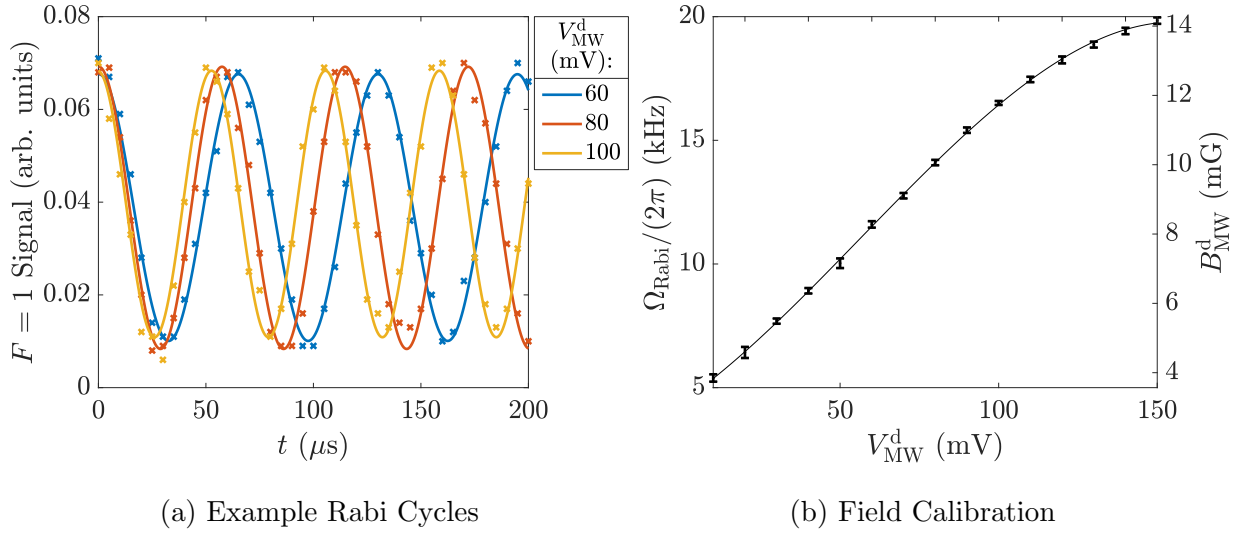 0.08
0.06
0.04
0.02
0
F = 1 Signal (arb. units)
0
50
100
150
200
t (μs)
V^d_MW
(mV):
60
80
100
(a) Example Rabi Cycles
20
15
10
5
Ω_Rabi/(2π) (kHz)
50
100
150
V^d_MW (mV)
14
12
10
8
6
4
B^d_MW (mG)
(b) Field Calibration